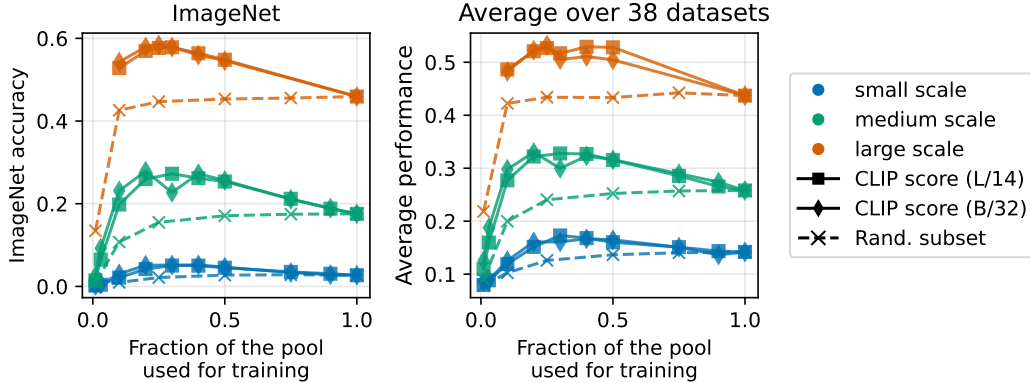 ImageNet
ImageNet accuracy
0.6
0.4
0.2
0.0
0.0 0.5 1.0
Fraction of the pool
used for training
Average over 38 datasets
Average performance
0.5
0.4
0.3
0.2
0.1
0.0 0.5 1.0
Fraction of the pool
used for training
small scale
medium scale
large scale
CLIP score (L/14)
CLIP score (B/32)
Rand. subset